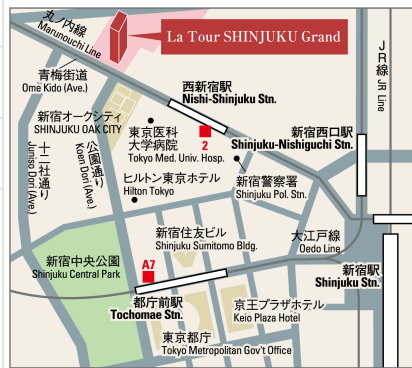 丸ノ内線
Marunouchi Line
La Tour SHINJUKU Grand
JR線 JR Line
青梅街道
Ome Kido (Ave.)
西新宿駅
Nishi-Shinjuku Stn.
新宿オークシティ
SHINJUKU OAK CITY
東京医科
大学病院
Tokyo Med. Univ. Hosp.
2
新宿西口駅
Shinjuku-Nishiguchi Stn.
十二社通り
Juniso Dori (Ave.)
公園通り
Koen Dori (Ave.)
ヒルトン東京ホテル
Hilton Tokyo
新宿警察署
Shinjuku Pol. Stn.
新宿住友ビル
Shinjuku Sumitomo Bldg.
大江戸線
Oedo Line
新宿中央公園
Shinjuku Central Park
A7
新宿駅
Shinjuku Stn.
都庁前駅
Tochomae Stn.
京王プラザホテル
Keio Plaza Hotel
東京都庁
Tokyo Metropolitan Gov't Office